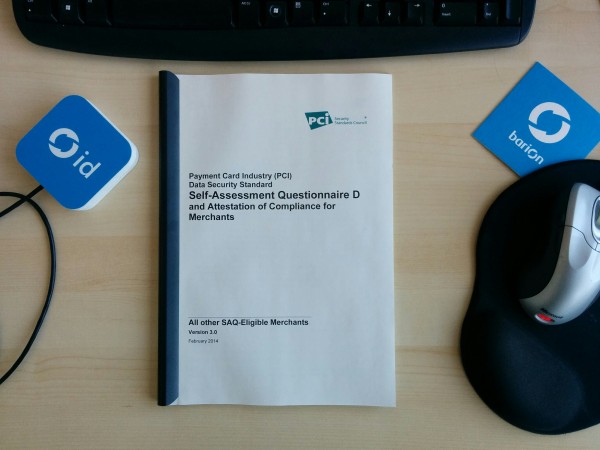 PCi
Security
Standards Council
id
barion
Payment Card Industry (PCI)
Data Security Standard
Self-Assessment Questionnaire D
and Attestation of Compliance for
Merchants
All other SAQ-Eligible Merchants
Version 3.0
February 2014